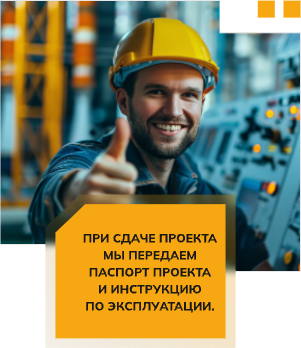 ПРИ СДАЧЕ ПРОЕКТА
МЫ ПЕРЕДАЕМ
ПАСПОРТ ПРОЕКТА
И ИНСТРУКЦИЮ
ПО ЭКСПЛУАТАЦИИ.